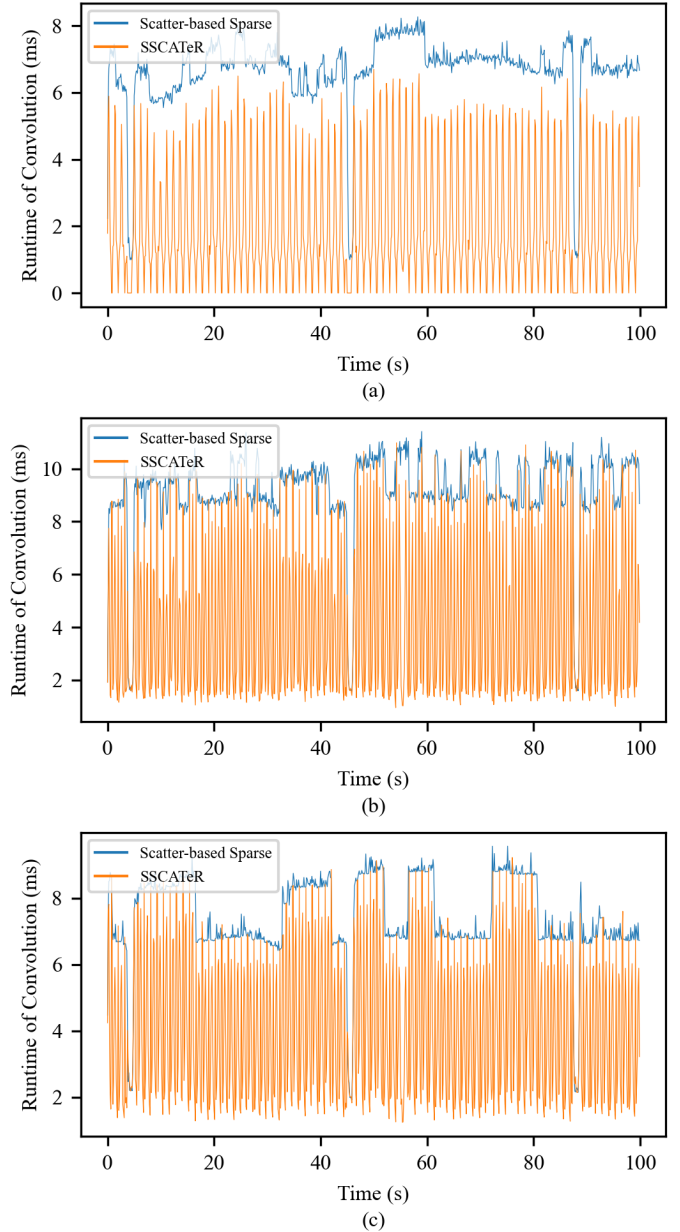 Scatter-based Sparse
SSCATeR
8
6
4
2
0
Runtime of Convolution (ms)
0 20 40 60 80 100
Time (s)
(a)
Scatter-based Sparse
SSCATeR
10
8
6
4
2
Runtime of Convolution (ms)
0 20 40 60 80 100
Time (s)
(b)
Scatter-based Sparse
SSCATeR
8
6
4
2
Runtime of Convolution (ms)
0 20 40 60 80 100
Time (s)
(c)